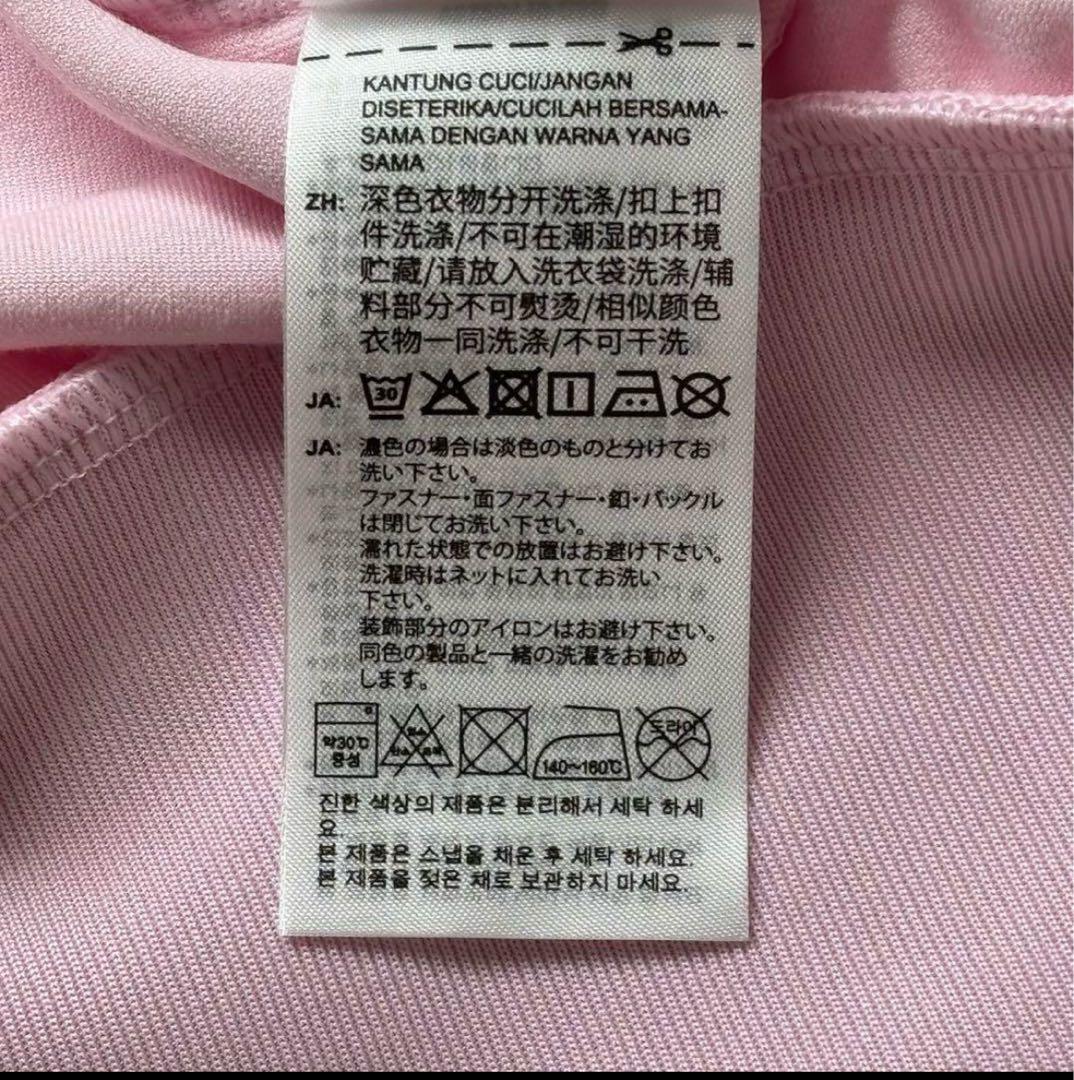 KANTUNG CUCI/JANGAN
DISETERIKA/CUCILAH BERSAMA-
SAMA DENGAN WARNA YANG
SAMA
ZH: 深色衣物分开洗涤/扣上扣
件洗涤/不可在潮湿的环境
贮藏/请放入洗衣袋洗涤/辅
料部分不可熨烫/相似颜色
衣物一同洗涤/不可干洗
JA: 30
JA: 濃色の場合は淡色のものと分けてお
洗い下さい。
ファスナー・面ファスナー・釦・バックル
は閉じてお洗い下さい。
濡れた状態での放置はお避け下さい。
洗濯時はネットに入れてお洗い
下さい。
装飾部分のアイロンはお避け下さい。
同色の製品と一緒の洗濯をお勧め
します。
약30℃
중성
140~160℃
드라이
진한 색상의 제품은 분리해서 세탁 하세
요.
본 제품은 스냅을 채운 후 세탁 하세요.
본 제품을 젖은 채로 보관하지 마세요.